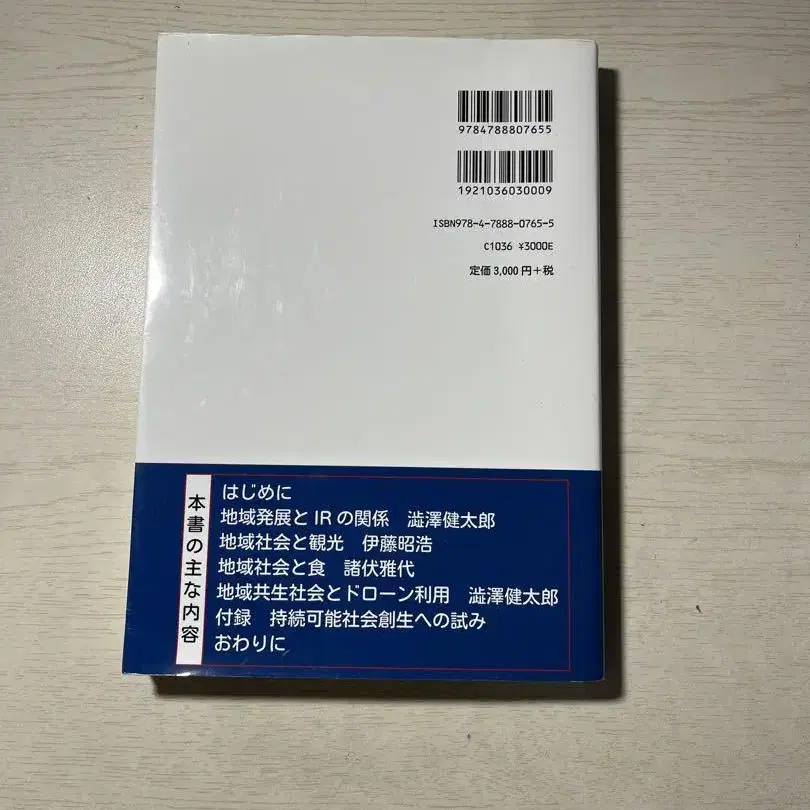 9784788807655
1921036030009
ISBN978-4-7888-0765-5
C1036 ¥3000E
定価3,000円+税
本書の主な内容
はじめに
地域発展とIRの関係 澁澤健太郎
地域社会と観光 伊藤昭浩
地域社会と食 諸伏雅代
地域共生社会とドローン利用 澁澤健太郎
付録 持続可能社会創生への試み
おわりに